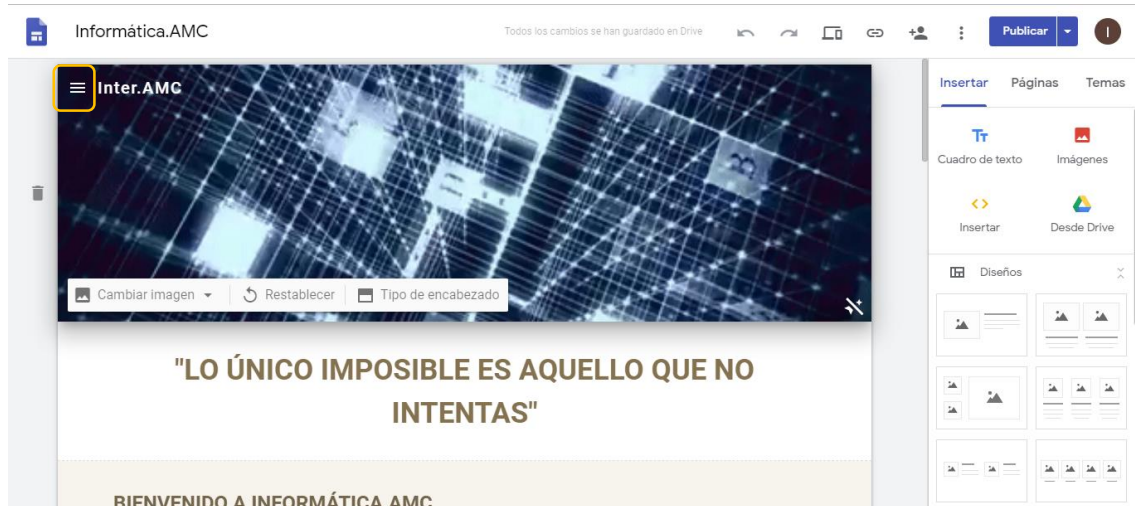 Informática.AMC
Todos los cambios se han guardado en Drive
Publicar
I
Inter.AMC
Insertar Páginas Temas
Cuadro de texto Imágenes
Insertar Desde Drive
Diseños
Cambiar imagen Restablecer Tipo de encabezado
"LO ÚNICO IMPOSIBLE ES AQUELLO QUE NO
INTENTAS"
BIENVENIDO A INFORMÁTICA AMC